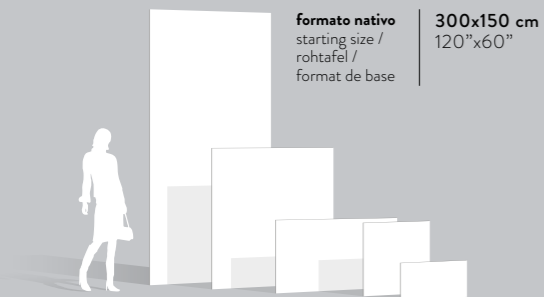 formato nativo
starting size /
rohtafel /
format de base
300x150 cm
120”x60”